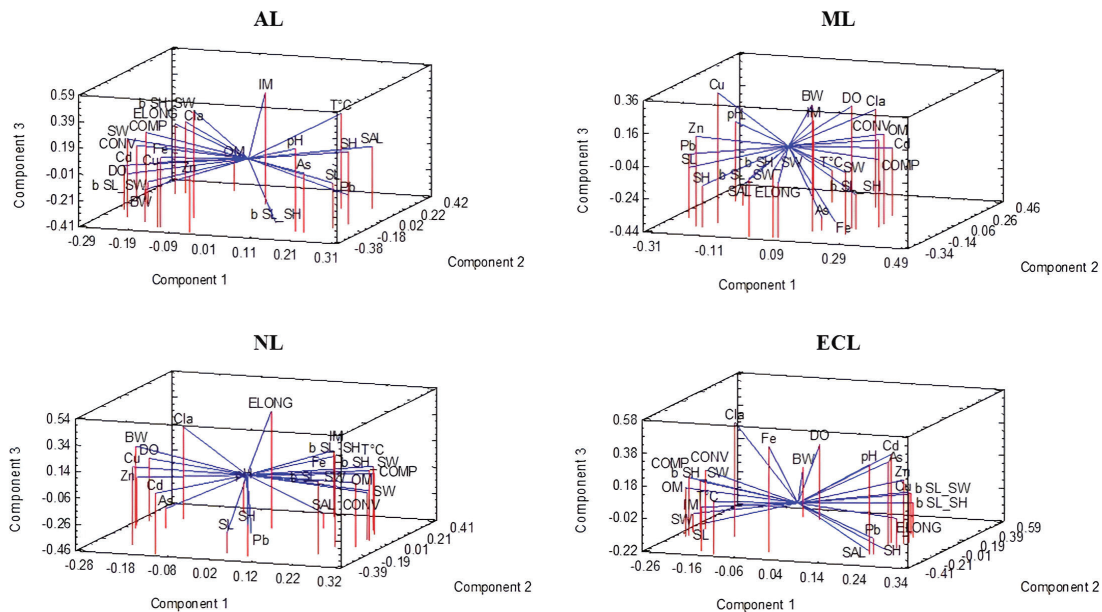 AL
Component 3
0.59
0.39
0.19
-0.01
-0.21
-0.41
b SH_SW
ELONG
Cla
SW
COMP
CONV
Fe
Cd
Cu
DO
Zn
b SL_SW
BW
OM
IM
T°C
pH
SH
SAL
As
SL
Pb
b SL_SH
-0.29
-0.19
-0.09
0.01
0.11
0.21
0.31
Component 1
-0.38
-0.18
0.22
0.42
Component 2
ML
Component 3
0.36
0.16
-0.04
-0.24
-0.44
Cu
BW
DO
Cla
pH
IM
Zn
CONV
OM
Pb
Cd
SL
b SH_SW
T°C
COMP
SH
b SL_SW
SW
SAL
ELONG
b SL_SH
As
Fe
-0.31
-0.11
0.09
0.29
0.49
Component 1
-0.34
-0.14
0.06
0.26
0.46
Component 2
NL
Component 3
0.54
0.34
0.14
-0.06
-0.26
-0.46
ELONG
Cla
BW
IM
DO
b SL_SH
T°C
Cu
Fe
b SH_SW
Zn
b SL_SW
COMP
OM
Cd
SW
As
SAL
CONV
SH
SL
Pb
-0.28
-0.18
-0.08
0.02
0.12
0.22
0.32
Component 1
-0.39
-0.19
0.01
0.21
0.41
Component 2
ECL
Component 3
0.58
0.38
0.18
-0.02
-0.22
Cla
Fe
DO
Cd
COMP
CONV
BW
pH
As
b SH
SW
Zn
OM
T°C
Cu
b SL_SW
IM
b SL_SH
SW
Pb
ELONG
SL
SAL
SH
-0.26
-0.16
-0.06
0.04
0.14
0.24
0.34
Component 1
-0.41
-0.21
-0.01
0.19
0.39
0.59
Component 2